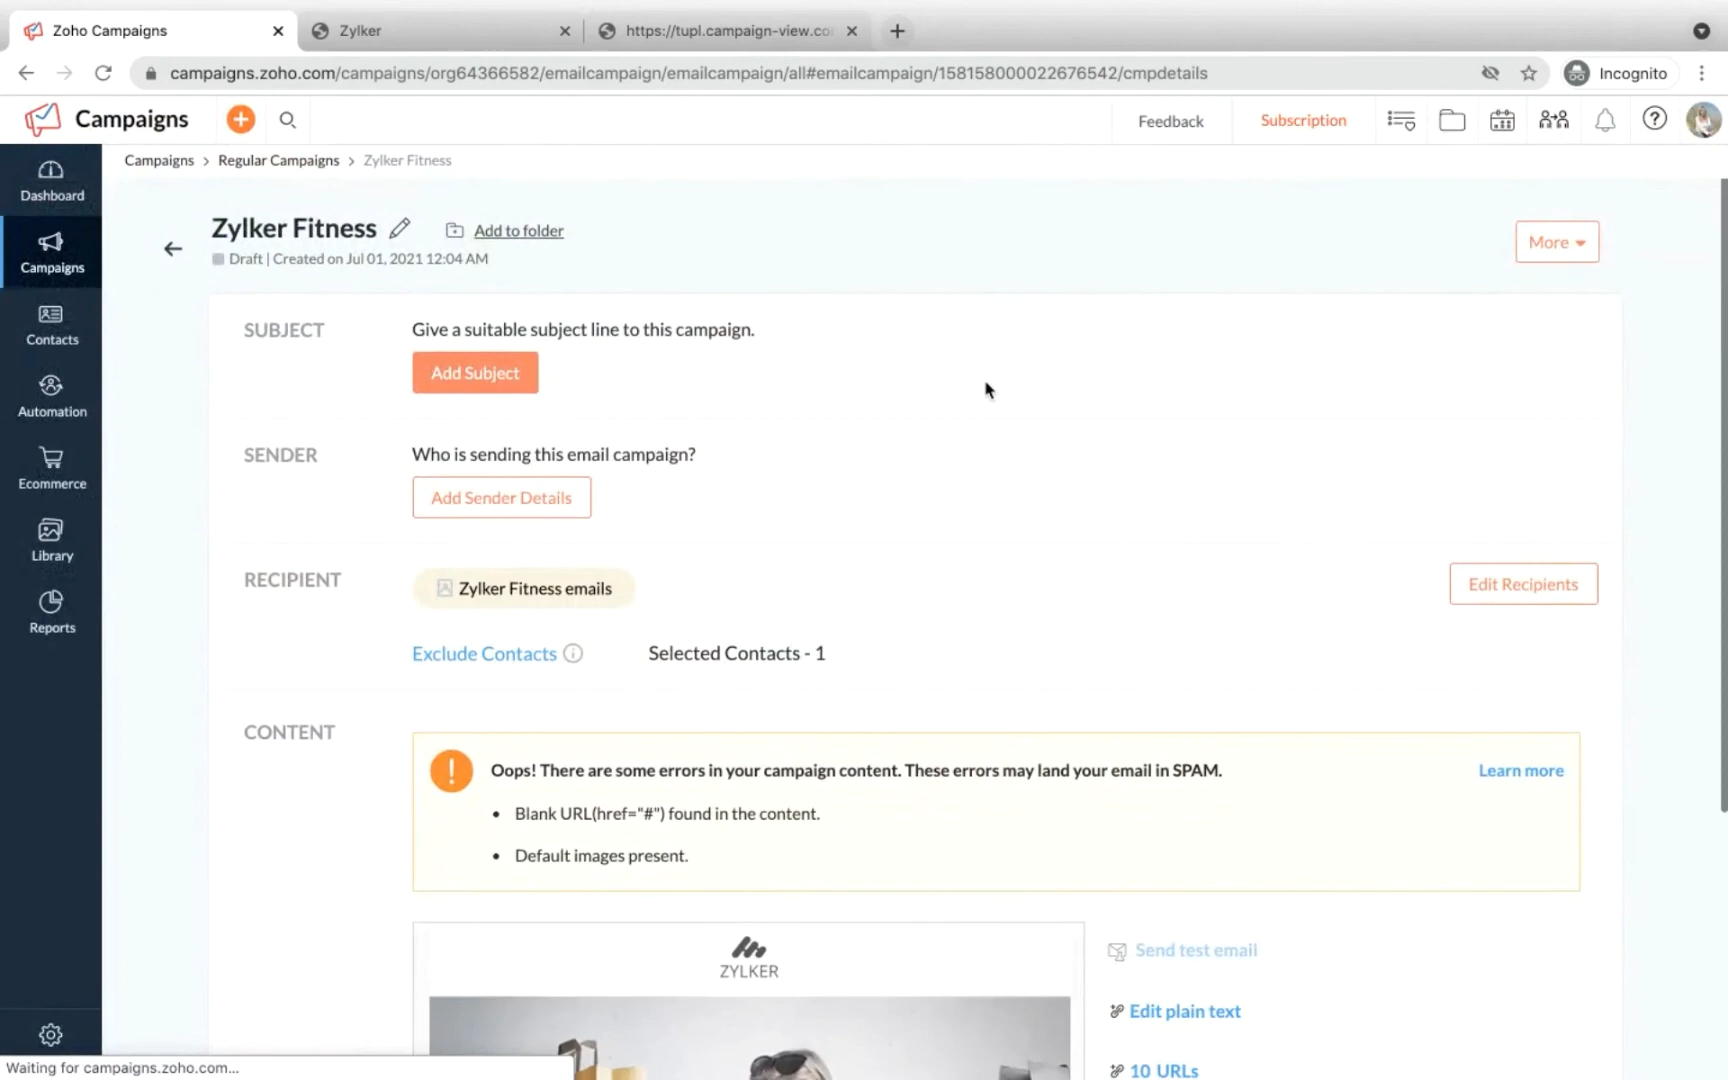 Zoho Campaigns
Zylker
https://tupl.campaign-view.co
campaigns.zoho.com/campaigns/org64366582/emailcampaign/emailcampaign/all#emailcampaign/158158000022676542/cmpdetails
Incognito
Campaigns
Feedback
Subscription
Campaigns > Regular Campaigns > Zylker Fitness
Dashboard
Campaigns
Contacts
Automation
Ecommerce
Library
Reports
Zylker Fitness
Add to folder
Draft | Created on Jul 01, 2021 12:04 AM
More
SUBJECT
Give a suitable subject line to this campaign.
Add Subject
SENDER
Who is sending this email campaign?
Add Sender Details
RECIPIENT
Zylker Fitness emails
Edit Recipients
Exclude Contacts
Selected Contacts - 1
CONTENT
Oops! There are some errors in your campaign content. These errors may land your email in SPAM.
Learn more
• Blank URL(href="#") found in the content.
• Default images present.
ZYLKER
Send test email
Edit plain text
10 URLs
Waiting for campaigns.zoho.com...